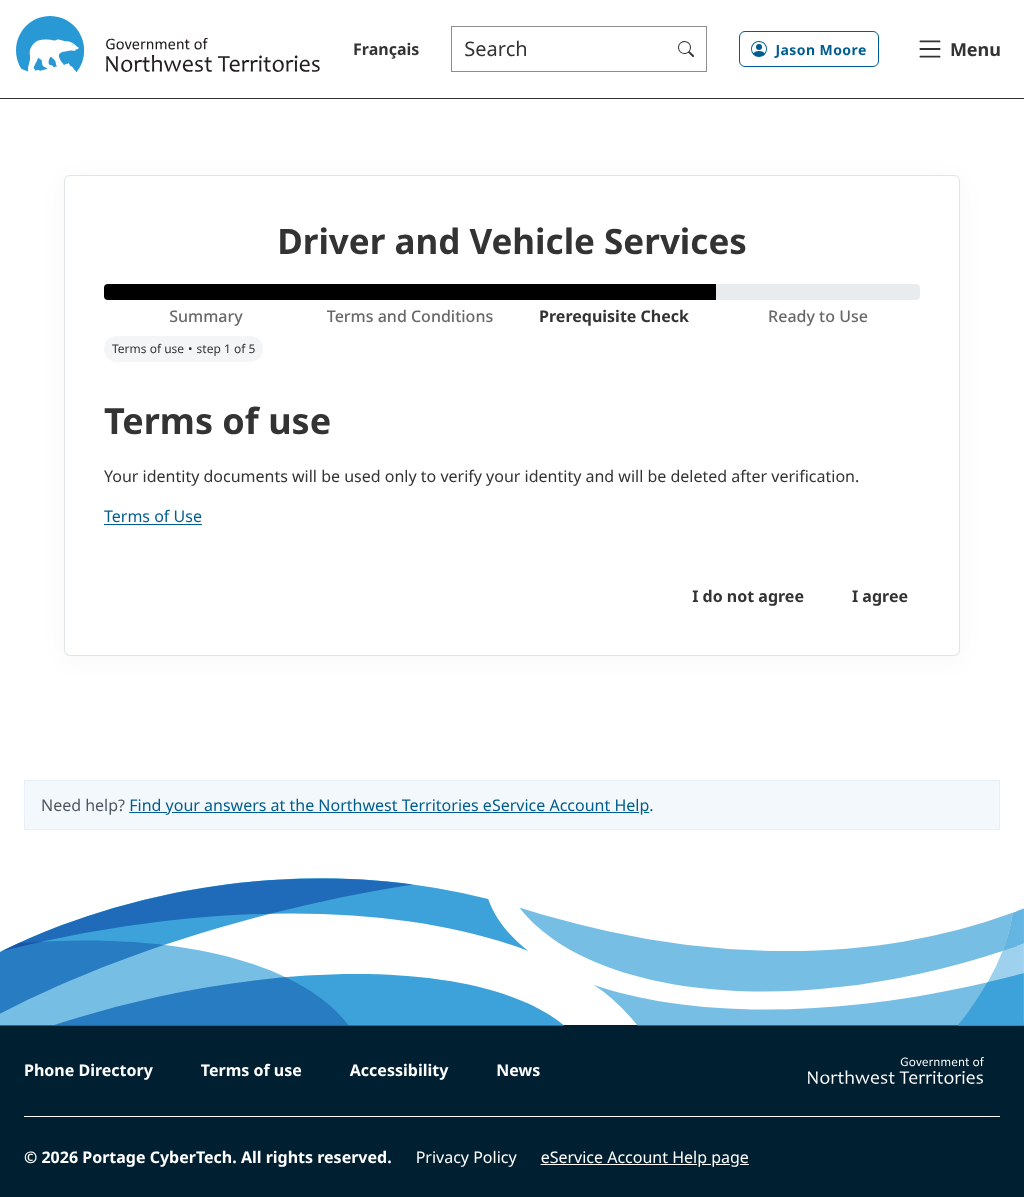 Government of
Northwest Territories
Français
Search
Jason Moore
Menu
Driver and Vehicle Services
Summary
Terms and Conditions
Prerequisite Check
Ready to Use
Terms of use • step 1 of 5
Terms of use
Your identity documents will be used only to verify your identity and will be deleted after verification.
Terms of Use
I do not agree
I agree
Need help? Find your answers at the Northwest Territories eService Account Help.
Phone Directory
Terms of use
Accessibility
News
Government of
Northwest Territories
© 2026 Portage CyberTech. All rights reserved.
Privacy Policy
eService Account Help page